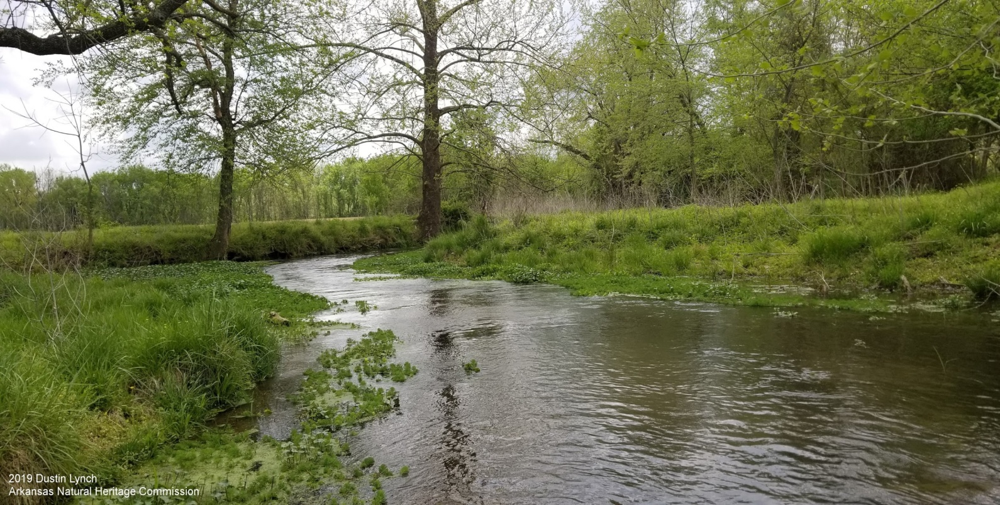 2019 Dustin Lynch
Arkansas Natural Heritage Commission